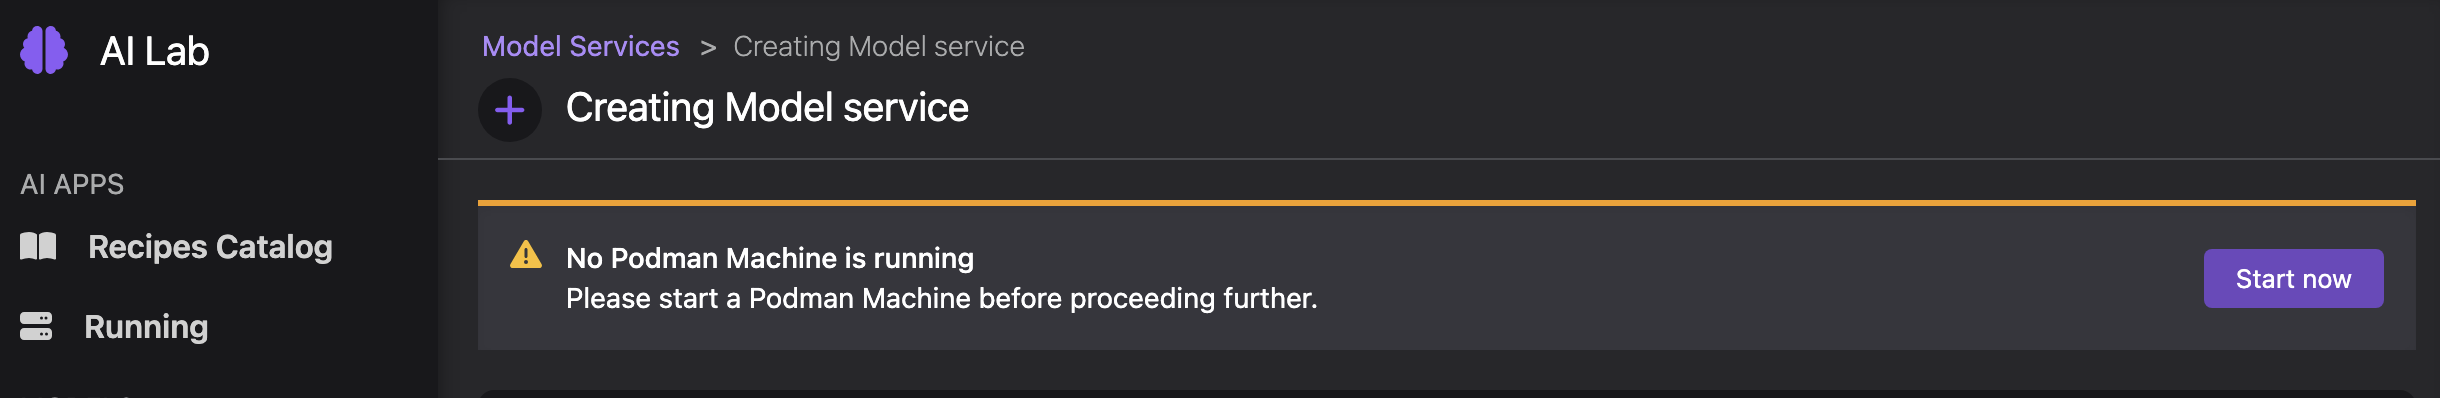 AI Lab
AI APPS
Recipes Catalog
Running
Model Services > Creating Model service
Creating Model service
No Podman Machine is running
Please start a Podman Machine before proceeding further.
Start now